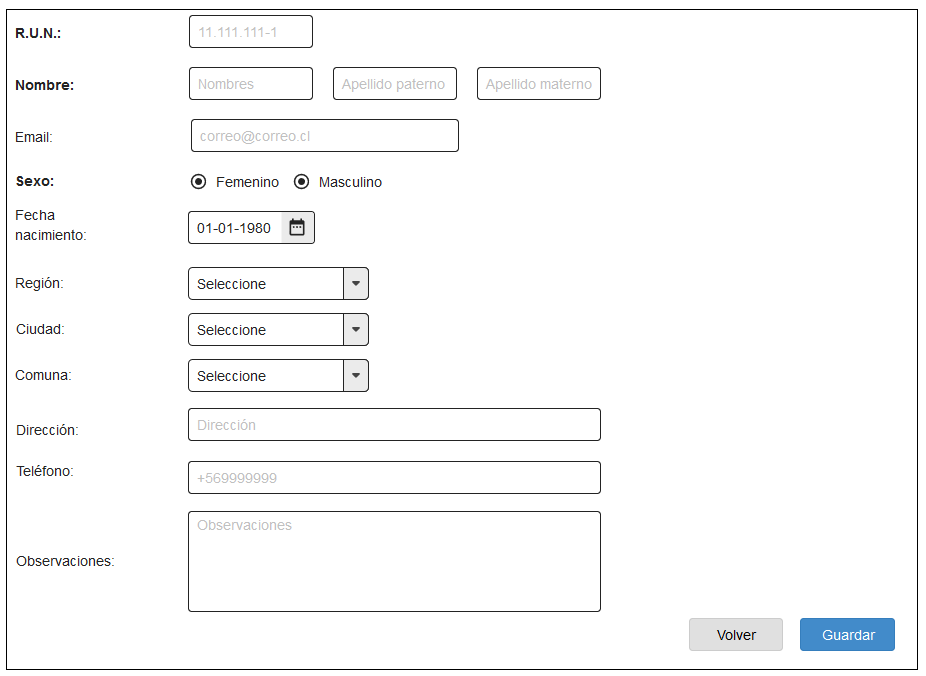 R.U.N.: 11.111.111-1
Nombre: Nombres Apellido paterno Apellido materno
Email: correo@correo.cl
Sexo: Femenino Masculino
Fecha
nacimiento: 01-01-1980
Región: Seleccione
Ciudad: Seleccione
Comuna: Seleccione
Dirección: Dirección
Teléfono: +569999999
Observaciones: Observaciones
Volver Guardar